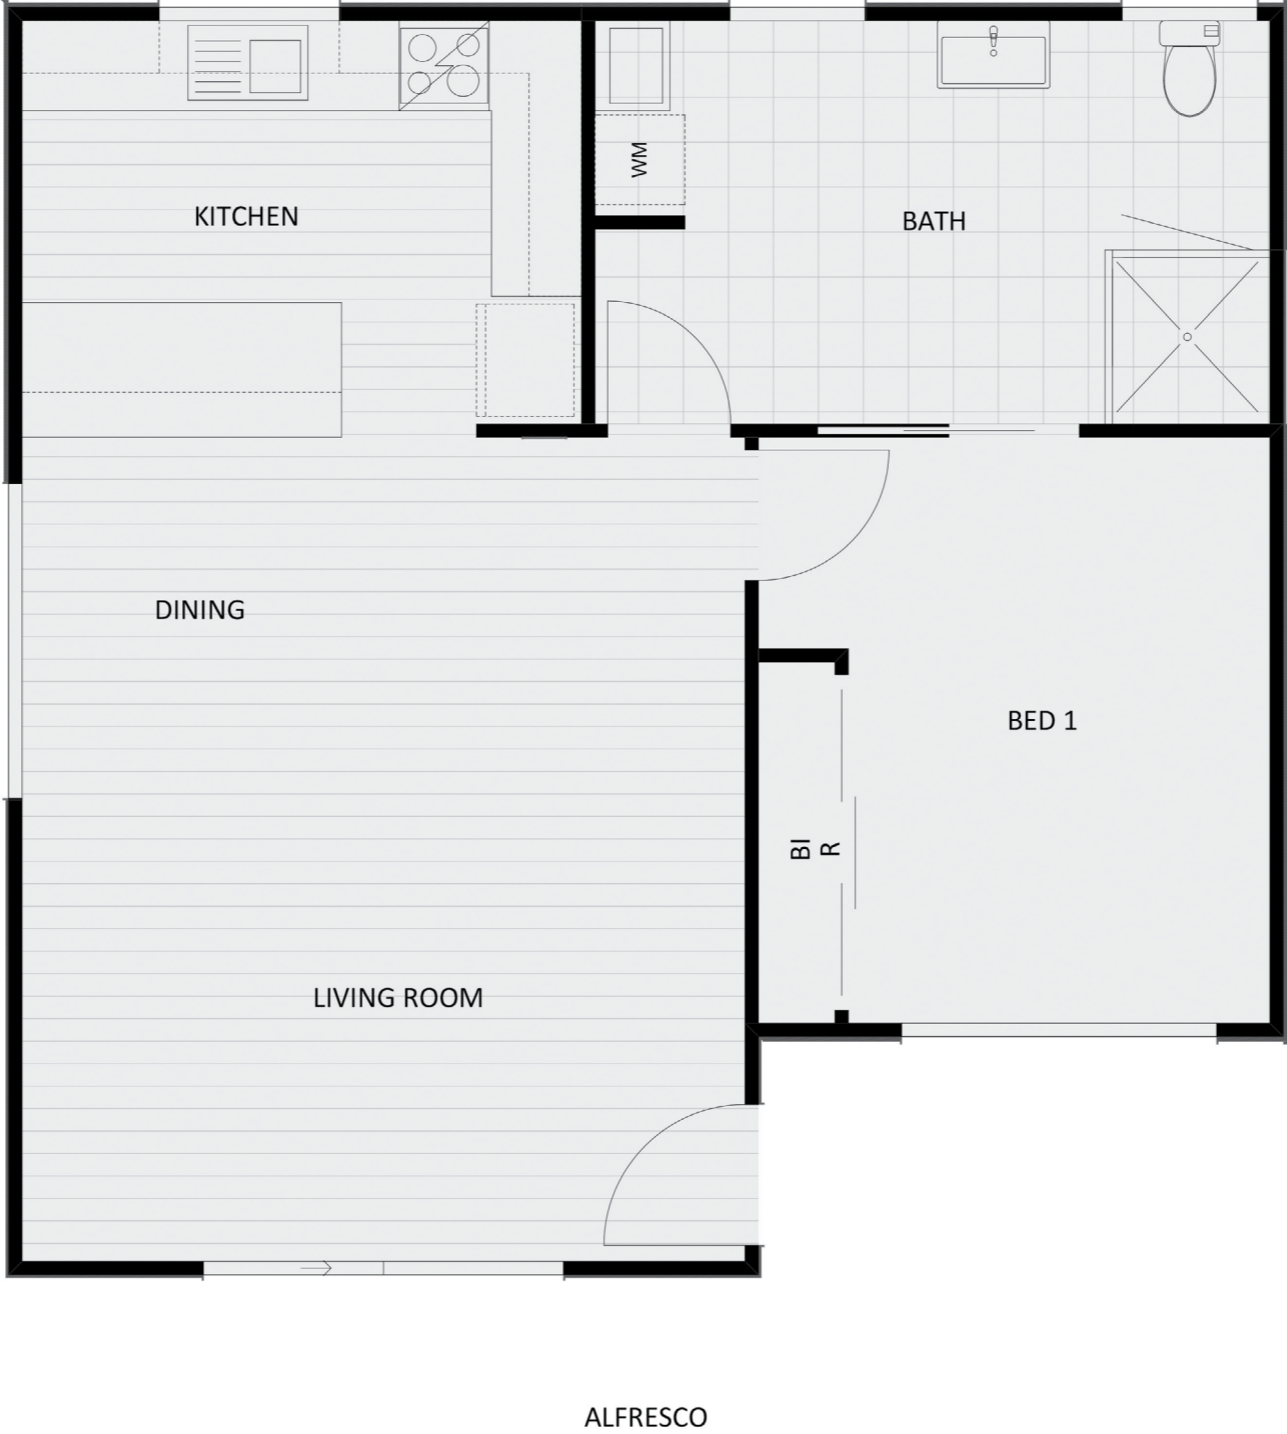 KITCHEN
WM
BATH
DINING
BED 1
BI
R
LIVING ROOM
ALFRESCO